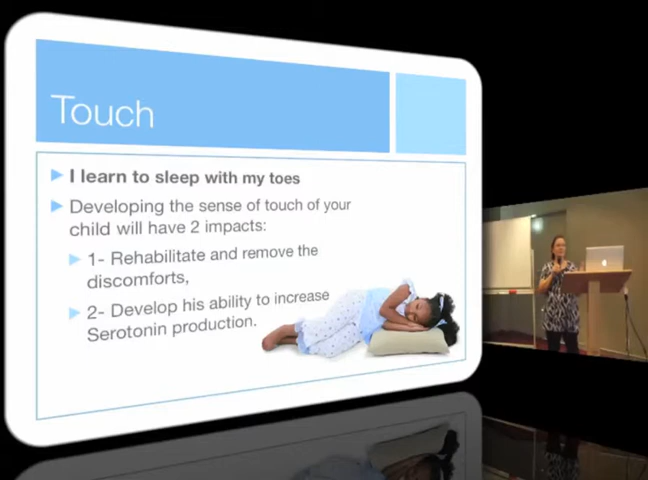 Touch
I learn to sleep with my toes
Developing the sense of touch of your
child will have 2 impacts:
1- Rehabilitate and remove the
discomforts,
2- Develop his ability to increase
Serotonin production.